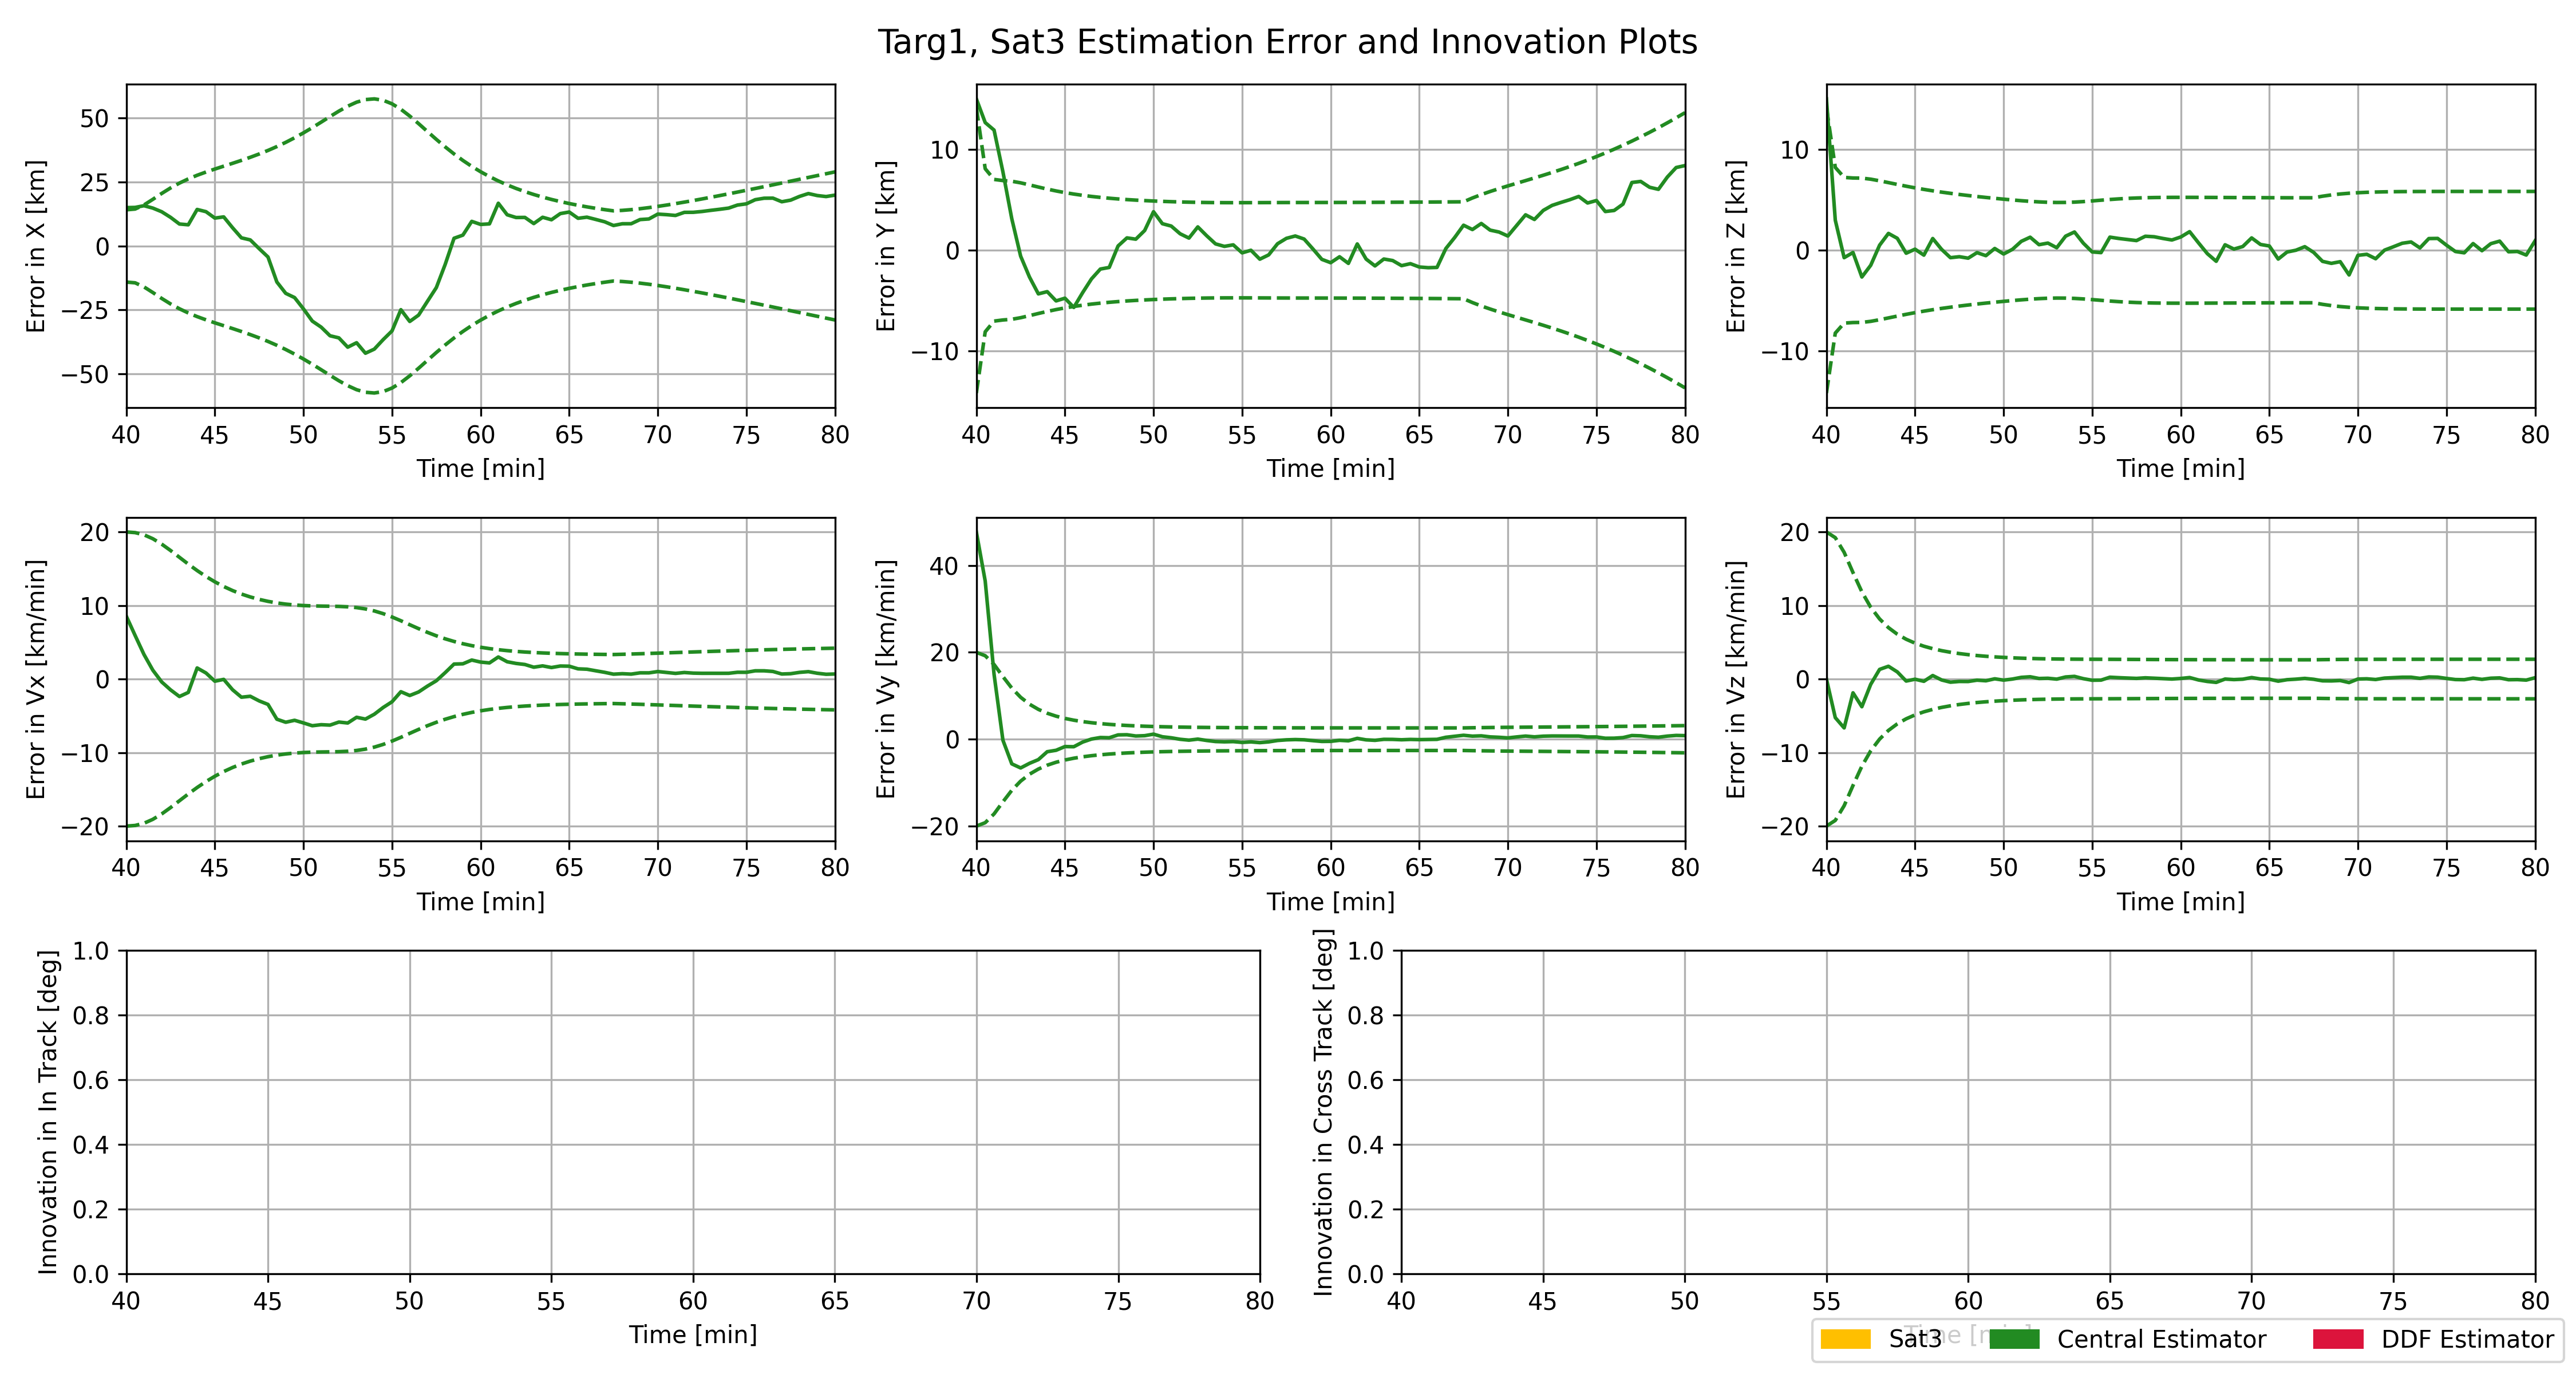 Targ1, Sat3 Estimation Error and Innovation Plots
Error in X [km]
50
25
0
−25
−50
40 45 50 55 60 65 70 75 80
Time [min]
Error in Y [km]
10
0
−10
40 45 50 55 60 65 70 75 80
Time [min]
Error in Z [km]
10
0
−10
40 45 50 55 60 65 70 75 80
Time [min]
Error in Vx [km/min]
20
10
0
−10
−20
40 45 50 55 60 65 70 75 80
Time [min]
Error in Vy [km/min]
40
20
0
−20
40 45 50 55 60 65 70 75 80
Time [min]
Error in Vz [km/min]
20
10
0
−10
−20
40 45 50 55 60 65 70 75 80
Time [min]
Innovation in In Track [deg]
1.0
0.8
0.6
0.4
0.2
0.0
40 45 50 55 60 65 70 75 80
Time [min]
Innovation in Cross Track [deg]
1.0
0.8
0.6
0.4
0.2
0.0
40 45 50 55 60 65 70 75 80
Time [min]
Sat3 Central Estimator DDF Estimator